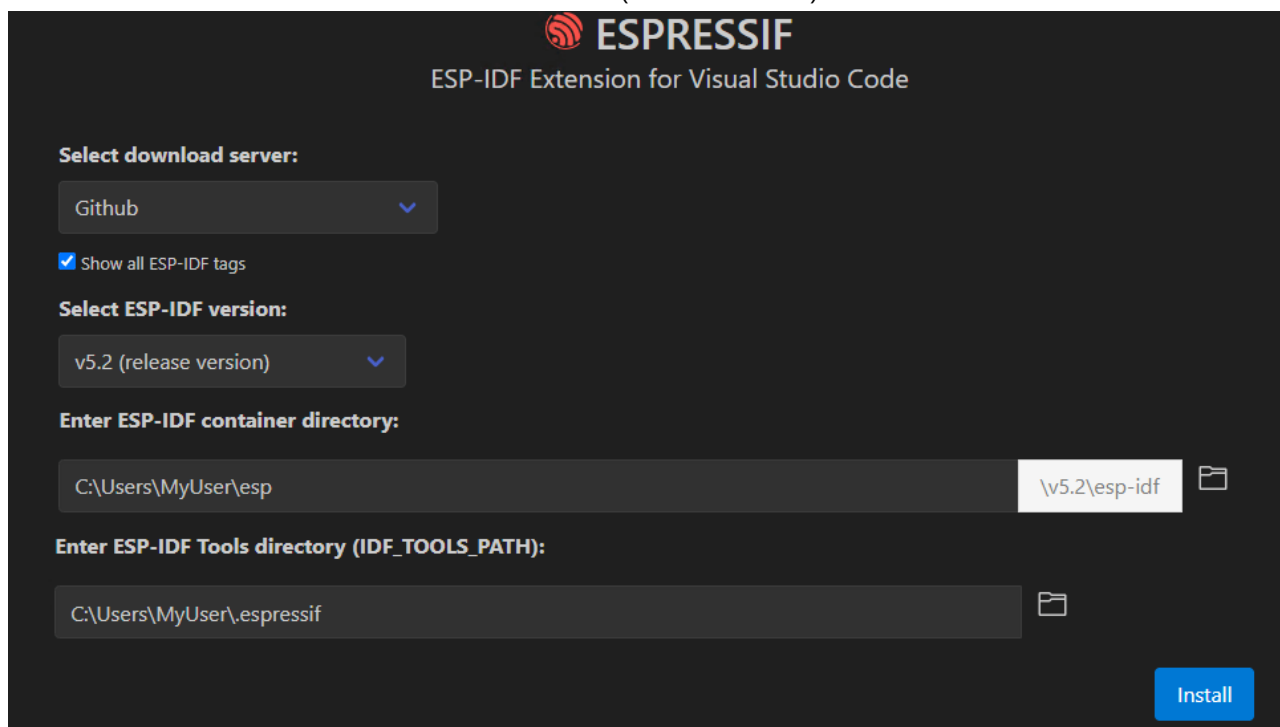 ESPRESSIF
ESP-IDF Extension for Visual Studio Code
Select download server:
Github
Show all ESP-IDF tags
Select ESP-IDF version:
v5.2 (release version)
Enter ESP-IDF container directory:
C:\Users\MyUser\esp \v5.2\esp-idf
Enter ESP-IDF Tools directory (IDF_TOOLS_PATH):
C:\Users\MyUser\.espressif
Install